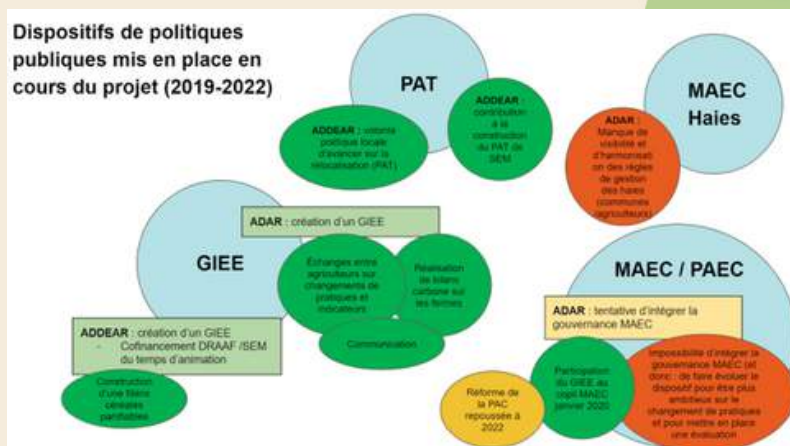 Dispositifs de politiques
publiques mis en place en
cours du projet (2019-2022)
PAT
ADDEAR : volonté
politique locale
d'avancer sur la
relocalisation (PAT)
ADDEAR :
contribution
à la
construction
du PAT de
SEM
MAEC
Haies
ADAR :
Manque de
visibilité et
d'harmonisati
on des règles
de gestion
des haies
(communes
/agriculteurs)
GIEE
ADAR : création d'un GIEE
Échanges entre
agriculteurs sur
changements de
pratiques et
indicateurs
Réalisation
de bilans
carbone sur
les fermes
Communication
ADDEAR : création d'un GIEE
- Cofinancement DRAAF /SEM
du temps d'animation
Construction
d'une filière
céréales
panifiables
MAEC / PAEC
ADAR : tentative d'intégrer la
gouvernance MAEC
Réforme de
la PAC
repoussée à
2022
Participation
du GIEE au
copil MAEC
janvier 2020
Impossibilité d'intégrer la
gouvernance MAEC (et
donc : de faire évoluer le
dispositif pour être plus
ambitieux sur le
changement de pratiques
et pour mettre en place
une évaluation